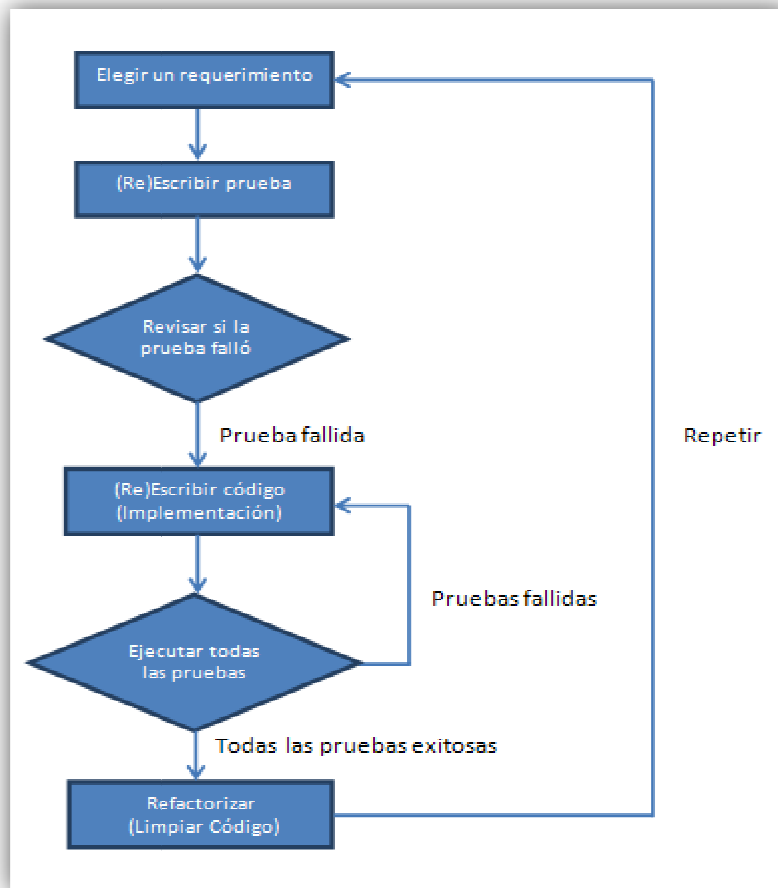 Elegir un requerimiento
(Re)Escribir prueba
Revisar si la
prueba falló
Prueba fallida
Repetir
(Re)Escribir código
(Implementación)
Pruebas fallidas
Ejecutar todas
las pruebas
Todas las pruebas exitosas
Refactorizar
(Limpiar Código)